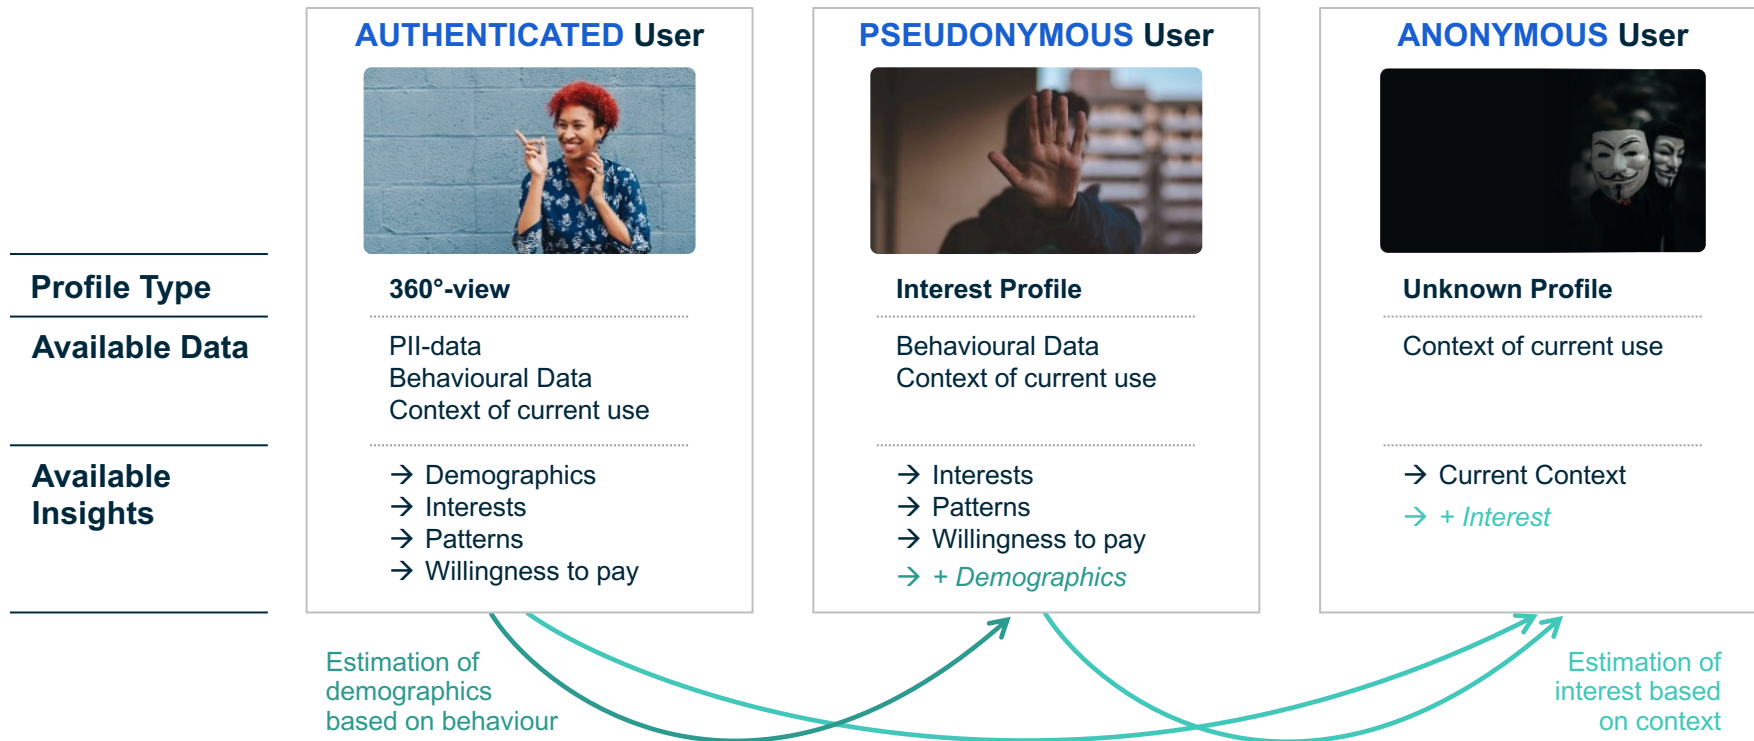 AUTHENTICATED User
PSEUDONYMOUS User
ANONYMOUS User
Profile Type
360°-view
Interest Profile
Unknown Profile
Available Data
PII-data
Behavioural Data
Context of current use
Behavioural Data
Context of current use
Context of current use
Available
Insights
→ Demographics
→ Interests
→ Patterns
→ Willingness to pay
→ Interests
→ Patterns
→ Willingness to pay
→ + Demographics
→ Current Context
→ + Interest
Estimation of
demographics
based on behaviour
Estimation of
interest based
on context